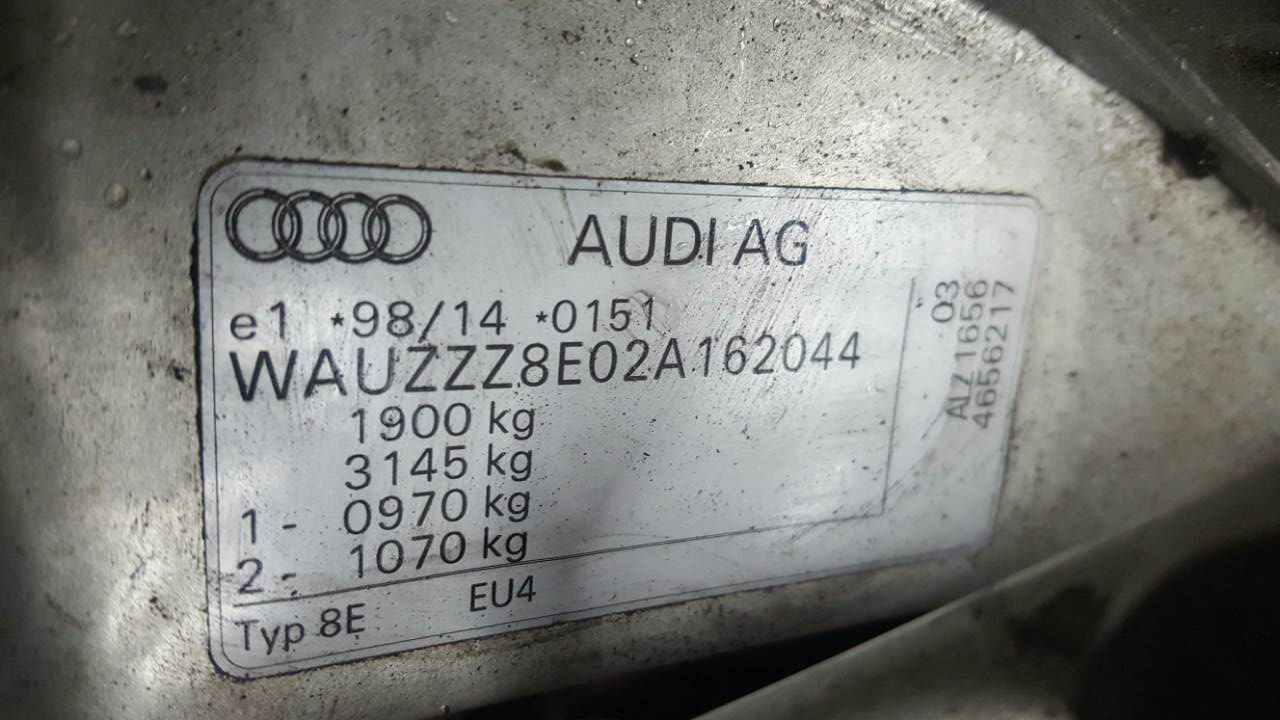 AUDI AG
e1 *98/14 *0151
WAUZZZ8E02A162044
1900 kg
3145 kg
1 - 0970 kg
2 - 1070 kg
Typ 8E EU4
03
ALZ 1656
4656217